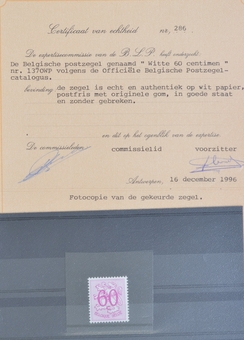 Certificaat van echtheid nr. 286
De expertisencommissie van de B.L.P. heeft onderzocht:
De Belgische postzegel genaamd " Witte 60 centimen "
nr. 1370WP volgens de Officiële Belgische Postzegel-
catalogus.
bevinding de zegel is echt en authentiek op wit papier,
postfris met originele gom, in goede staat
en zonder gebreken.
en dit op het ogenblik van de expertise.
De commissieleden commissielid voorzitter
Antwerpen, 16 december 1996
Fotocopie van de gekeurde zegel.
60